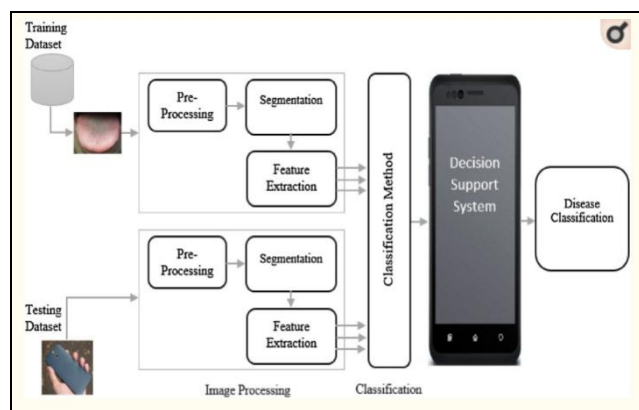 Training
Dataset
Pre-
Processing
Segmentation
Feature
Extraction
Classification Method
Decision
Support
System
Disease
Classification
Testing
Dataset
Pre-
Processing
Segmentation
Feature
Extraction
Image Processing
Classification